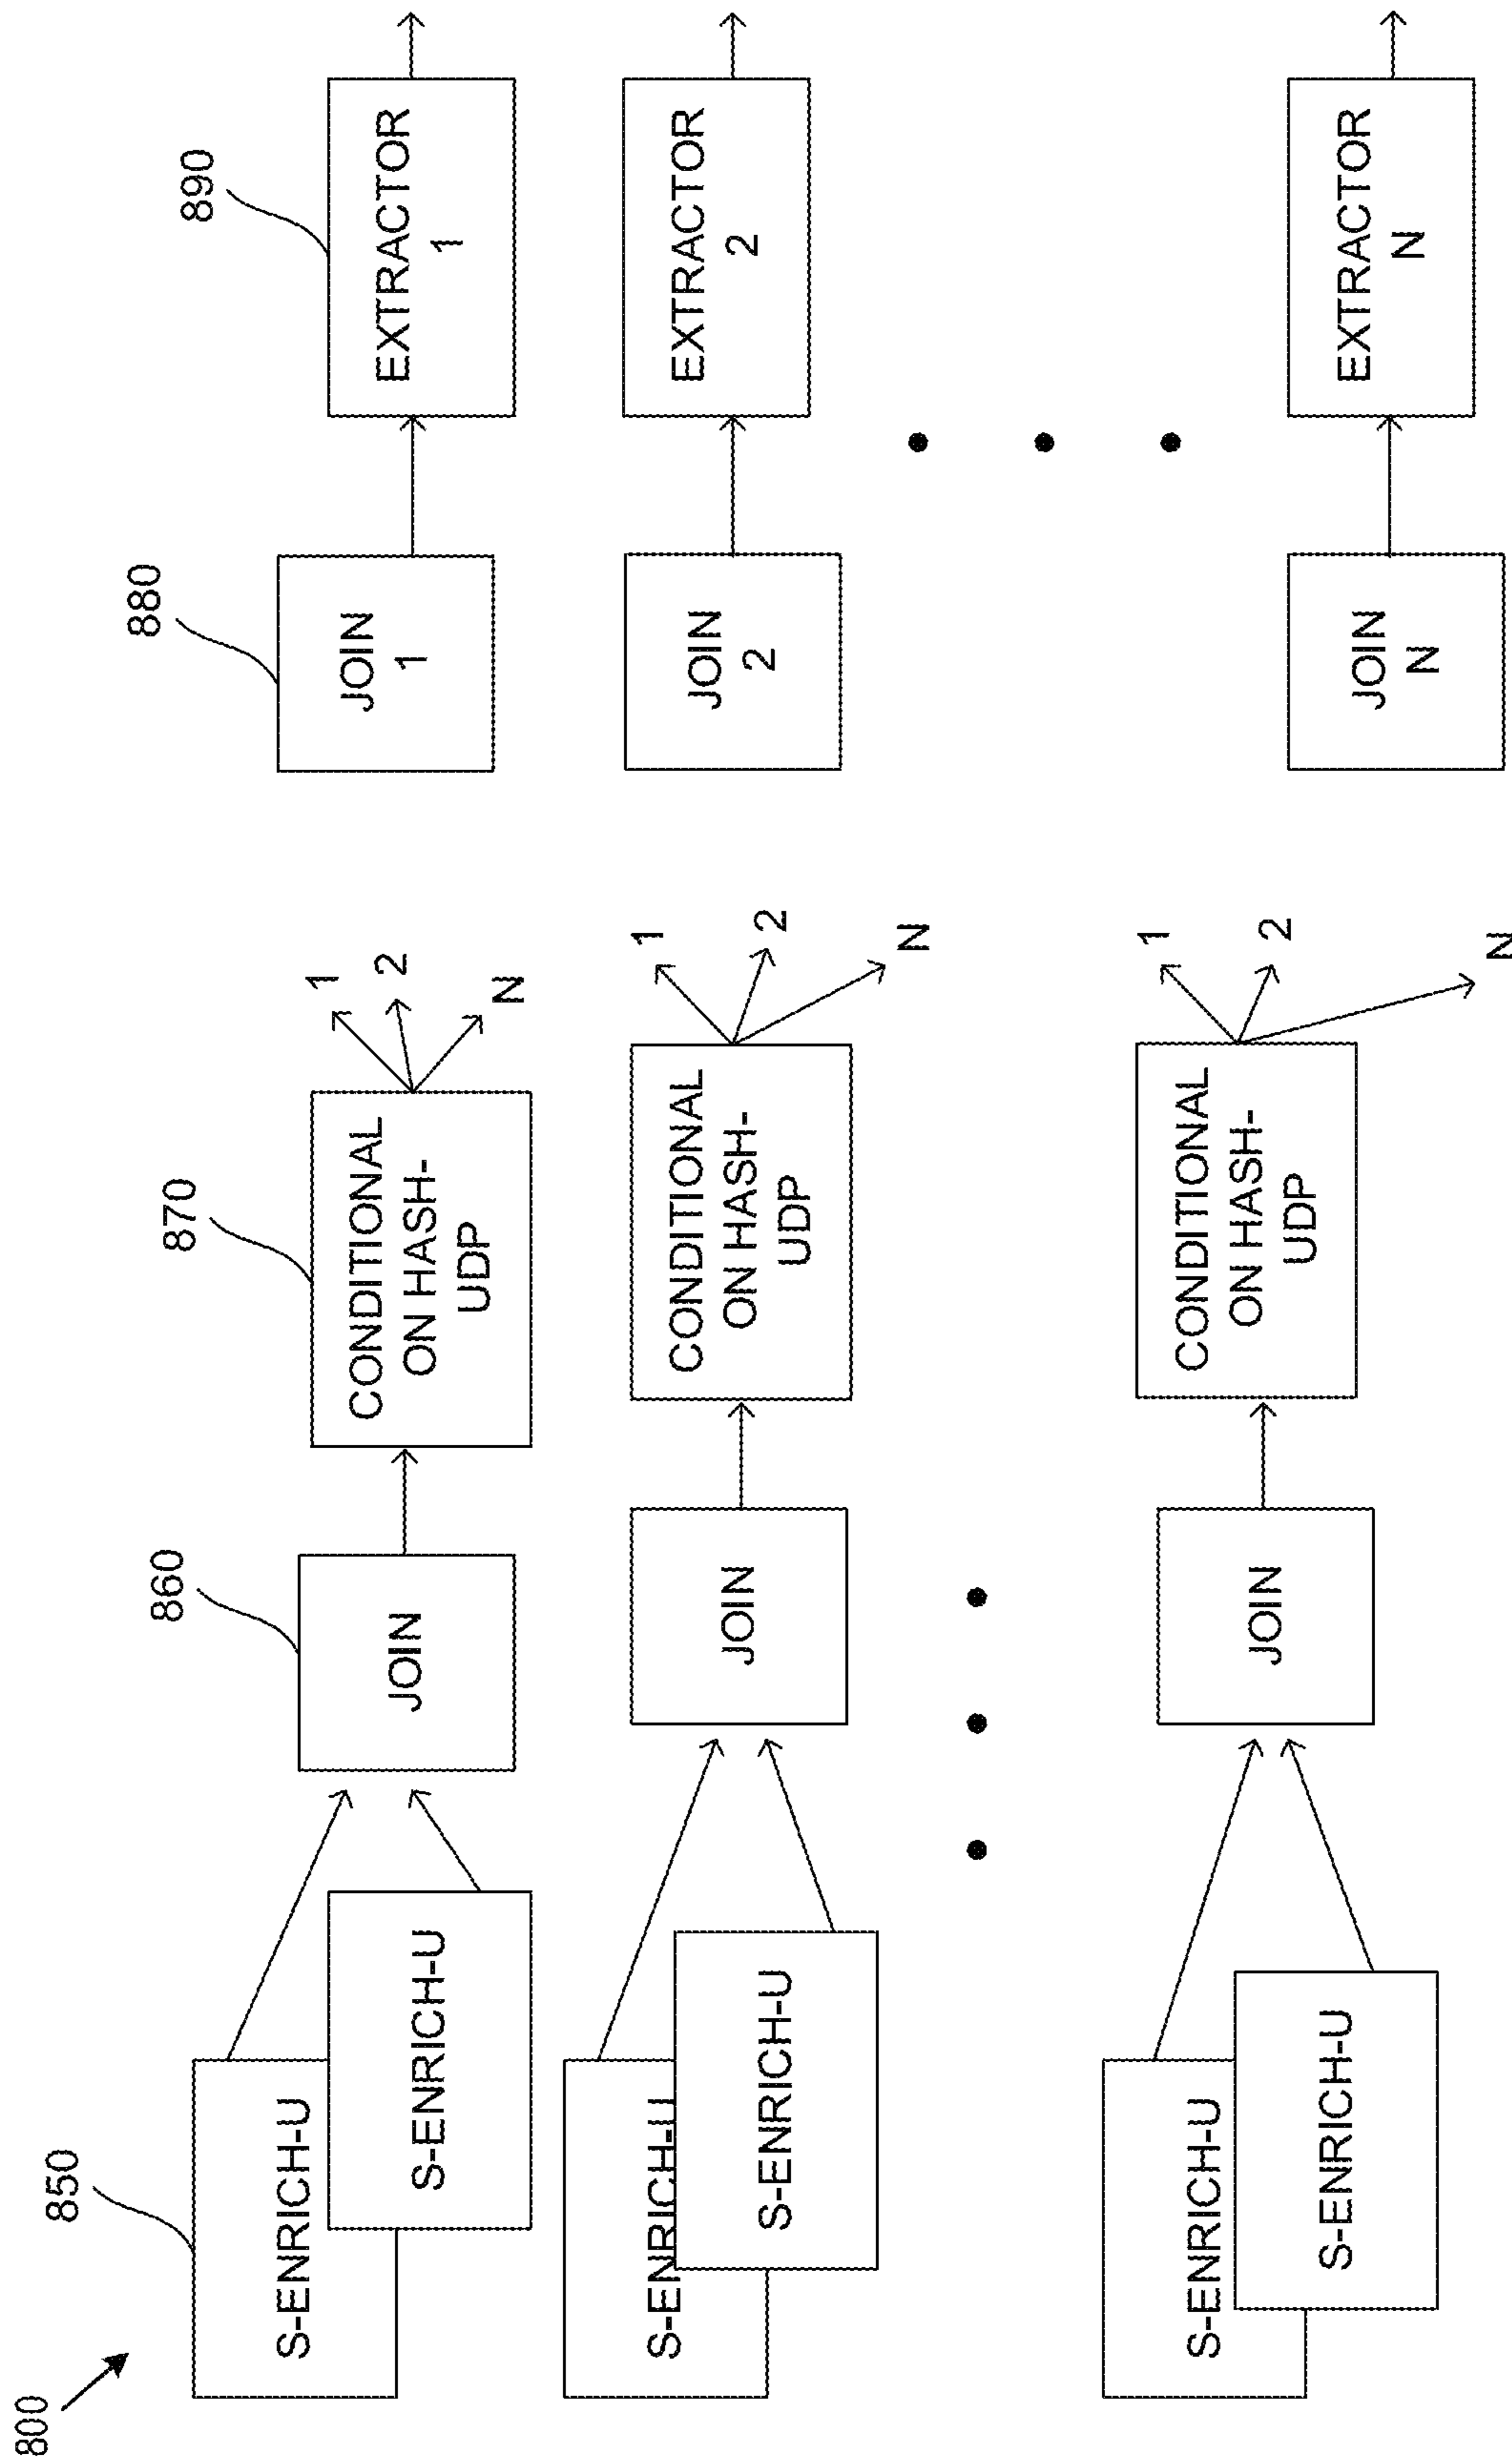 800
850
S-ENRICH-U
S-ENRICH-U
860
JOIN
870
CONDITIONAL
ON HASH-
UDP
1
2
N
880
JOIN
1
890
EXTRACTOR
1
S-ENRICH-U
S-ENRICH-U
JOIN
CONDITIONAL
ON HASH-
UDP
1
2
N
JOIN
2
EXTRACTOR
2
S-ENRICH-U
S-ENRICH-U
JOIN
CONDITIONAL
ON HASH-
UDP
1
2
N
JOIN
N
EXTRACTOR
N